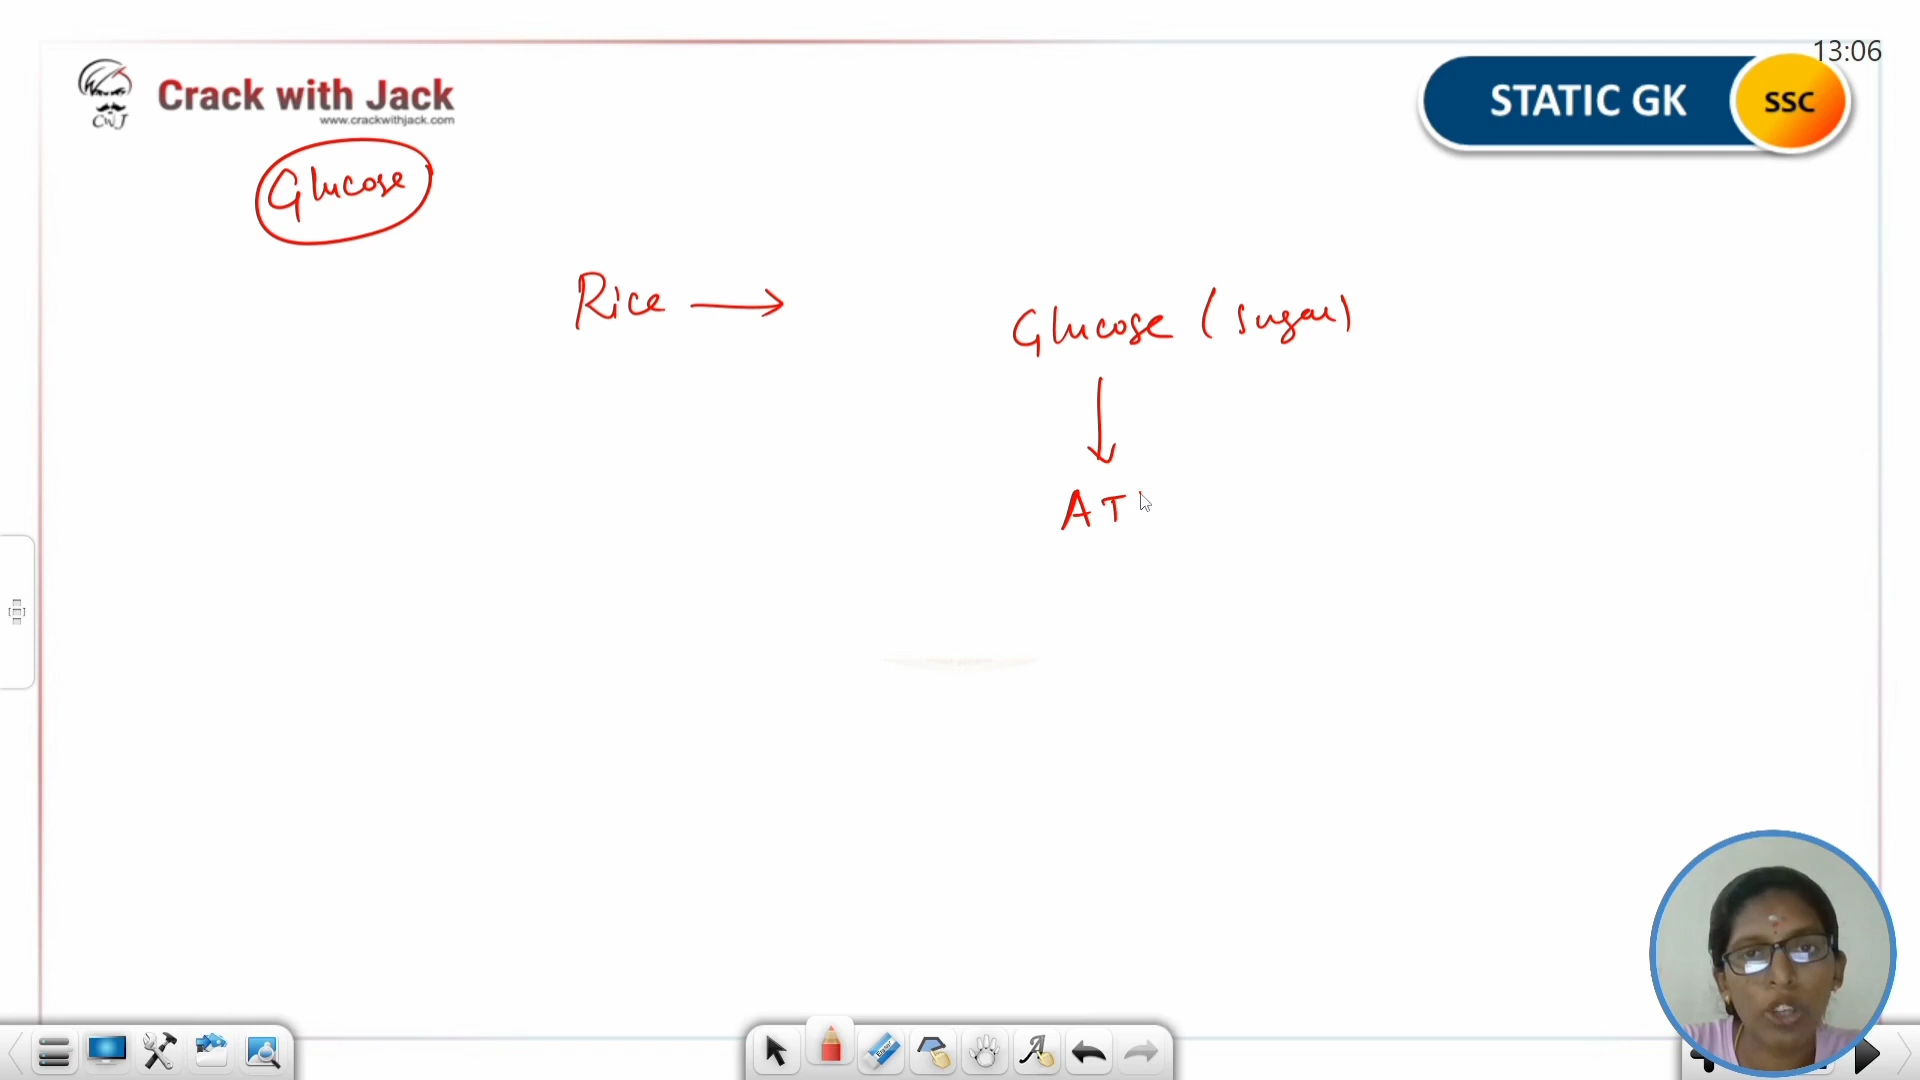 13:06
Crack with Jack
www.crackwithjack.com
CWJ
STATIC GK
SSC
Glucose
Rice →
Glucose (sugar)
↓
AT